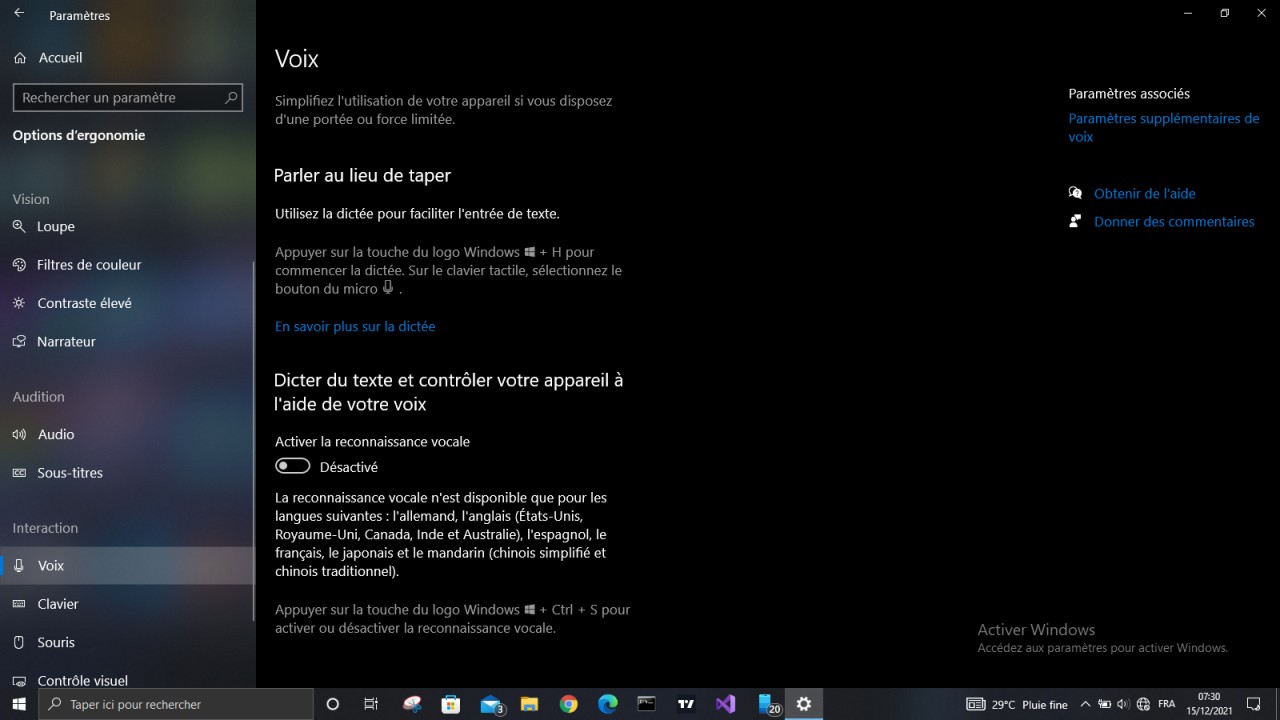 Paramètres
Accueil
Rechercher un paramètre
Options d’ergonomie
Vision
Loupe
Filtres de couleur
Contraste élevé
Narrateur
Audition
Audio
Sous-titres
Interaction
Voix
Clavier
Souris
Contrôle visuel
Voix
Simplifiez l'utilisation de votre appareil si vous disposez
d'une portée ou force limitée.
Parler au lieu de taper
Utilisez la dictée pour faciliter l'entrée de texte.
Appuyer sur la touche du logo Windows + H pour
commencer la dictée. Sur le clavier tactile, sélectionnez le
bouton du micro .
En savoir plus sur la dictée
Dicter du texte et contrôler votre appareil à
l'aide de votre voix
Activer la reconnaissance vocale
Désactivé
La reconnaissance vocale n'est disponible que pour les
langues suivantes : l'allemand, l'anglais (États-Unis,
Royaume-Uni, Canada, Inde et Australie), l'espagnol, le
français, le japonais et le mandarin (chinois simplifié et
chinois traditionnel).
Appuyer sur la touche du logo Windows + Ctrl + S pour
activer ou désactiver la reconnaissance vocale.
Paramètres associés
Paramètres supplémentaires de
voix
Obtenir de l'aide
Donner des commentaires
Activer Windows
Accédez aux paramètres pour activer Windows.
Taper ici pour rechercher
3
20
29°C Pluie fine
FRA
07:30
15/12/2021